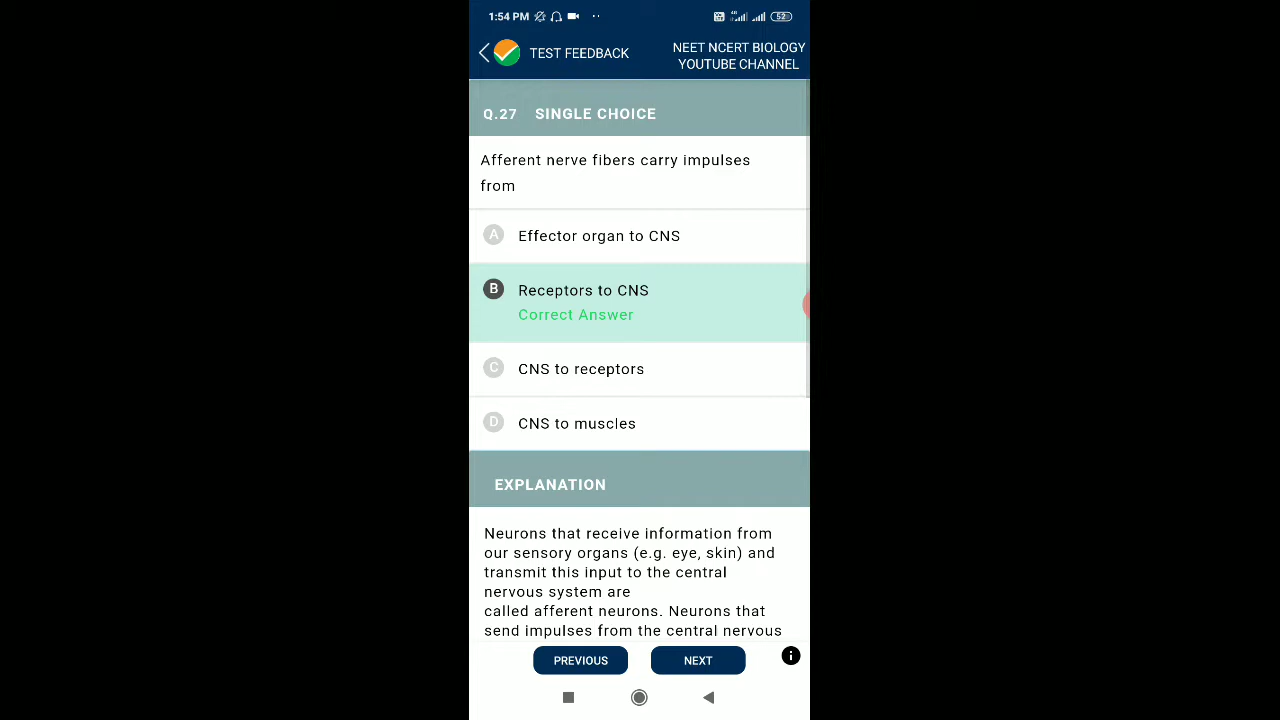 1:54 PM 4G 52
TEST FEEDBACK
NEET NCERT BIOLOGY
YOUTUBE CHANNEL
Q.27 SINGLE CHOICE
Afferent nerve fibers carry impulses
from
A Effector organ to CNS
B Receptors to CNS
Correct Answer
C CNS to receptors
D CNS to muscles
EXPLANATION
Neurons that receive information from
our sensory organs (e.g. eye, skin) and
transmit this input to the central
nervous system are
called afferent neurons. Neurons that
send impulses from the central nervous
PREVIOUS NEXT